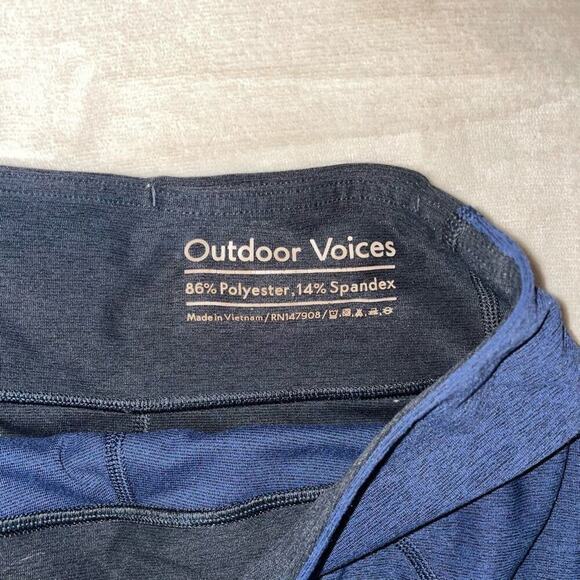 Outdoor Voices
86% Polyester, 14% Spandex
Made in Vietnam / RN147908 /